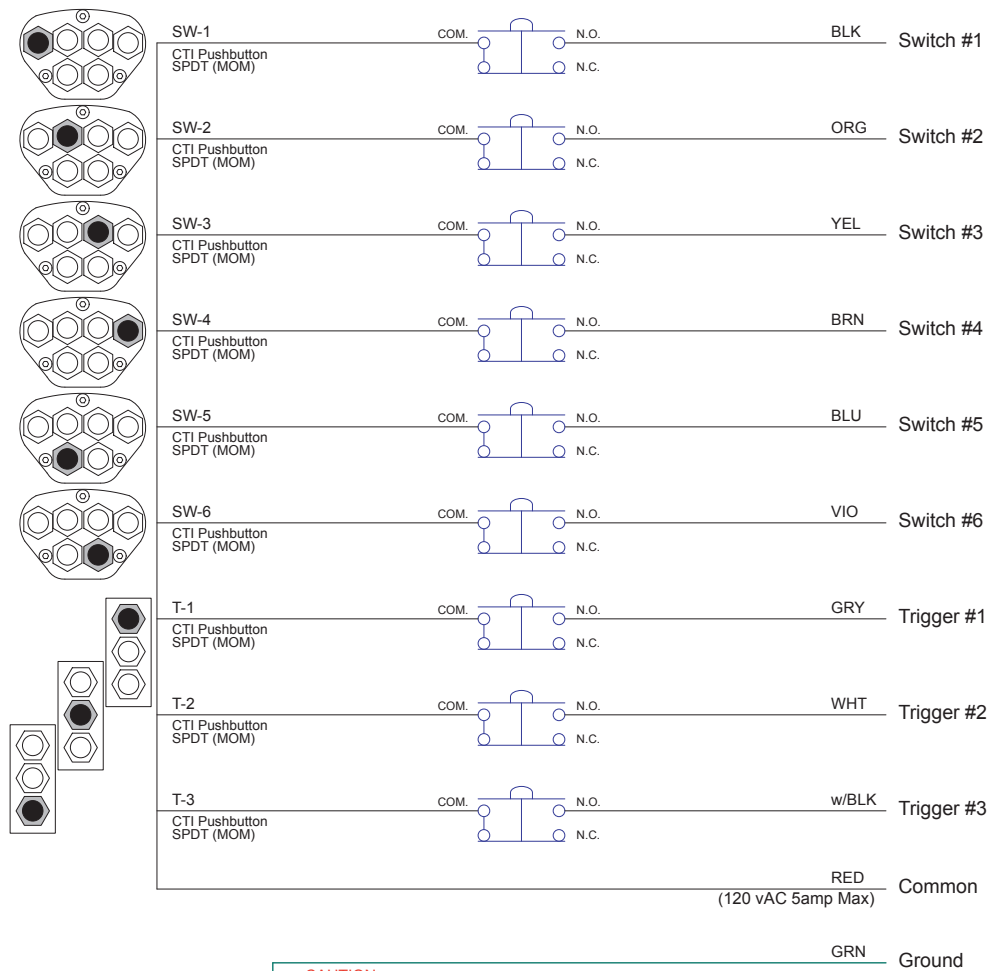 SW-1 COM. N.O. BLK Switch #1
CTI Pushbutton
SPDT (MOM) N.C.
SW-2 COM. N.O. ORG Switch #2
CTI Pushbutton
SPDT (MOM) N.C.
SW-3 COM. N.O. YEL Switch #3
CTI Pushbutton
SPDT (MOM) N.C.
SW-4 COM. N.O. BRN Switch #4
CTI Pushbutton
SPDT (MOM) N.C.
SW-5 COM. N.O. BLU Switch #5
CTI Pushbutton
SPDT (MOM) N.C.
SW-6 COM. N.O. VIO Switch #6
CTI Pushbutton
SPDT (MOM) N.C.
T-1 COM. N.O. GRY Trigger #1
CTI Pushbutton
SPDT (MOM) N.C.
T-2 COM. N.O. WHT Trigger #2
CTI Pushbutton
SPDT (MOM) N.C.
T-3 COM. N.O. w/BLK Trigger #3
CTI Pushbutton
SPDT (MOM) N.C.
RED Common
(120 vAC 5amp Max)
GRN Ground
CAUTION